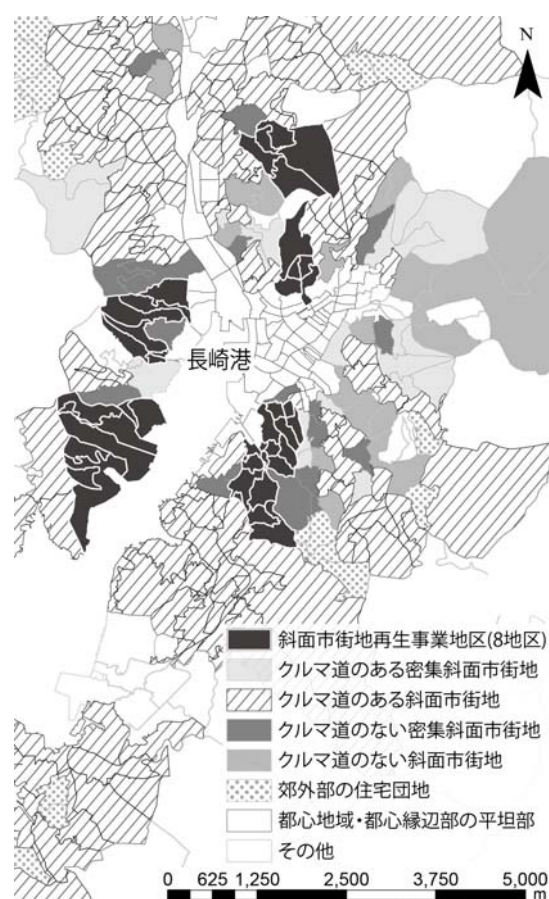 N
長崎港
斜面市街地再生事業地区(8地区)
クルマ道のある密集斜面市街地
クルマ道のある斜面市街地
クルマ道のない密集斜面市街地
クルマ道のない斜面市街地
郊外部の住宅団地
都心地域・都心縁辺部の平坦部
その他
0 625 1,250 2,500 3,750 5,000
m